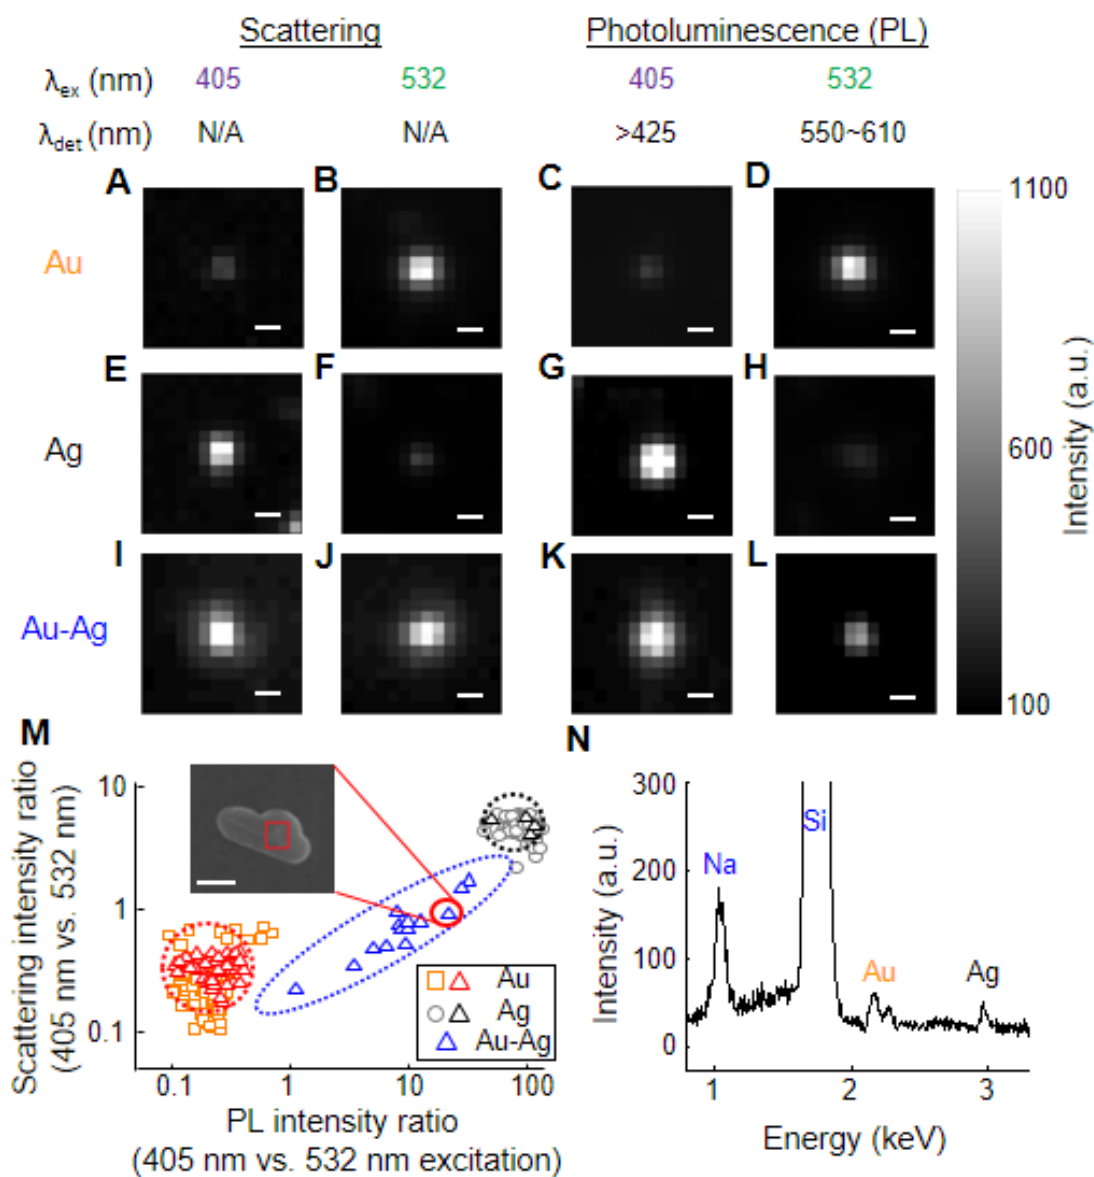 Scattering Photoluminescence (PL)
λex (nm) 405 532 405 532
λdet (nm) N/A N/A >425 550~610
A B C D
1100
Au
E F G H
Ag
600
Intensity (a.u.)
I J K L
Au-Ag
100
M N
Scattering intensity ratio
(405 nm vs. 532 nm)
10
1
0.1
Au
Ag
Au-Ag
0.1 1 10 100
PL intensity ratio
(405 nm vs. 532 nm excitation)
Intensity (a.u.)
300
200
100
0
Na
Si
Au
Ag
1 2 3
Energy (keV)